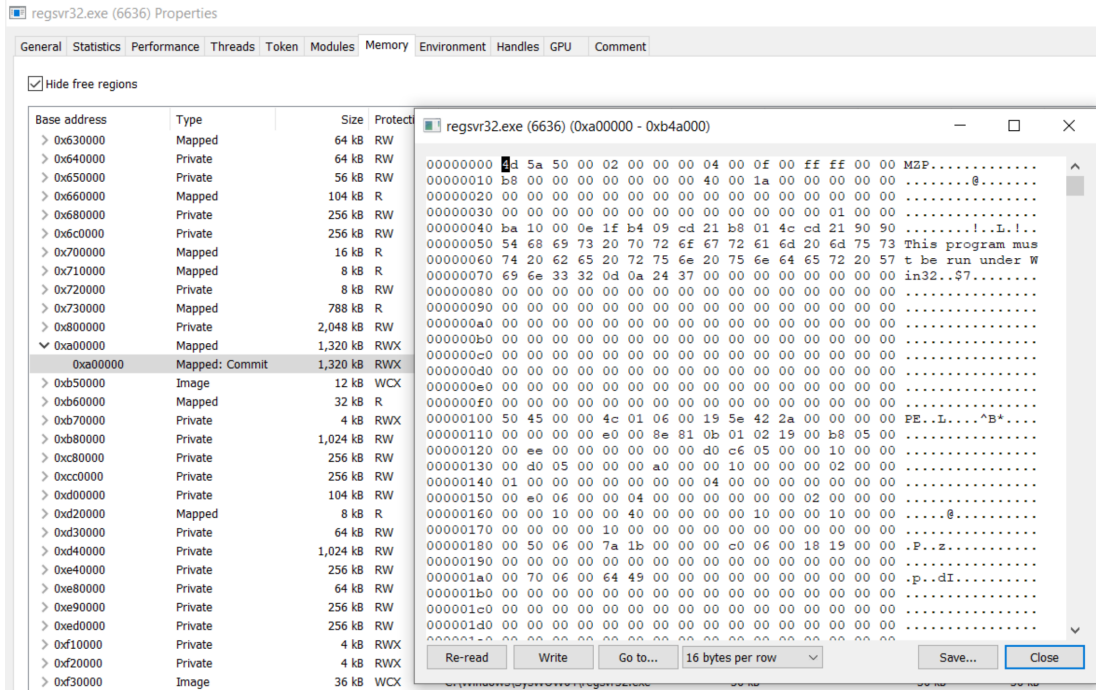 regsvr32.exe (6636) Properties
General Statistics Performance Threads Token Modules Memory Environment Handles GPU Comment
Hide free regions
Base address Type Size Protecti
0x630000 Mapped 64 kB RW
0x640000 Private 64 kB RW
0x650000 Private 56 kB RW
0x660000 Mapped 104 kB R
0x680000 Private 256 kB RW
0x6c0000 Private 256 kB RW
0x700000 Mapped 16 kB R
0x710000 Mapped 8 kB R
0x720000 Private 8 kB RW
0x730000 Mapped 788 kB R
0x800000 Private 2,048 kB RW
0xa00000 Mapped 1,320 kB RWX
0xa00000 Mapped: Commit 1,320 kB RWX
0xb50000 Image 12 kB WCX
0xb60000 Mapped 32 kB R
0xb70000 Private 4 kB RWX
0xb80000 Private 1,024 kB RW
0xc80000 Private 256 kB RW
0xcc0000 Private 256 kB RW
0xd00000 Private 104 kB RW
0xd20000 Mapped 8 kB R
0xd30000 Private 64 kB RW
0xd40000 Private 1,024 kB RW
0xe40000 Private 256 kB RW
0xe80000 Private 64 kB RW
0xe90000 Private 256 kB RW
0xed0000 Private 256 kB RW
0xf10000 Private 4 kB RWX
0xf20000 Private 4 kB RWX
0xf30000 Image 36 kB WCX
regsvr32.exe (6636) (0xa00000 - 0xb4a000)
00000000 4d 5a 50 00 02 00 00 00 04 00 0f 00 ff ff 00 00 MZP.............
00000010 b8 00 00 00 00 00 00 00 40 00 1a 00 00 00 00 00 ........@.......
00000020 00 00 00 00 00 00 00 00 00 00 00 00 00 00 00 00 ................
00000030 00 00 00 00 00 00 00 00 00 00 00 00 00 01 00 00 ................
00000040 ba 10 00 0e 1f b4 09 cd 21 b8 01 4c cd 21 90 90 ........!..L.!..
00000050 54 68 69 73 20 70 72 6f 67 72 61 6d 20 6d 75 73 This program mus
00000060 74 20 62 65 20 72 75 6e 20 75 6e 64 65 72 20 57 t be run under W
00000070 69 6e 33 32 0d 0a 24 37 00 00 00 00 00 00 00 00 in32..$7........
00000080 00 00 00 00 00 00 00 00 00 00 00 00 00 00 00 00 ................
00000090 00 00 00 00 00 00 00 00 00 00 00 00 00 00 00 00 ................
000000a0 00 00 00 00 00 00 00 00 00 00 00 00 00 00 00 00 ................
000000b0 00 00 00 00 00 00 00 00 00 00 00 00 00 00 00 00 ................
000000c0 00 00 00 00 00 00 00 00 00 00 00 00 00 00 00 00 ................
000000d0 00 00 00 00 00 00 00 00 00 00 00 00 00 00 00 00 ................
000000e0 00 00 00 00 00 00 00 00 00 00 00 00 00 00 00 00 ................
000000f0 00 00 00 00 00 00 00 00 00 00 00 00 00 00 00 00 ................
00000100 50 45 00 00 4c 01 06 00 19 5e 42 2a 00 00 00 00 PE..L....^B*....
00000110 00 00 00 00 e0 00 8e 81 0b 01 02 19 00 b8 05 00 ................
00000120 00 ee 00 00 00 00 00 00 d0 c6 05 00 00 10 00 00 ................
00000130 00 d0 05 00 00 00 a0 00 00 10 00 00 00 02 00 00 ................
00000140 01 00 00 00 00 00 00 00 04 00 00 00 00 00 00 00 ................
00000150 00 e0 06 00 00 04 00 00 00 00 00 00 02 00 00 00 ................
00000160 00 00 10 00 00 40 00 00 00 00 10 00 00 10 00 00 .....@..........
00000170 00 00 00 00 10 00 00 00 00 00 00 00 00 00 00 00 ................
00000180 00 50 06 00 7a 1b 00 00 00 c0 06 00 18 19 00 00 .P..z...........
00000190 00 00 00 00 00 00 00 00 00 00 00 00 00 00 00 00 ................
000001a0 00 70 06 00 64 49 00 00 00 00 00 00 00 00 00 00 .p..dI..........
000001b0 00 00 00 00 00 00 00 00 00 00 00 00 00 00 00 00 ................
000001c0 00 00 00 00 00 00 00 00 00 00 00 00 00 00 00 00 ................
000001d0 00 00 00 00 00 00 00 00 00 00 00 00 00 00 00 00 ................
Re-read Write Go to... 16 bytes per row Save... Close